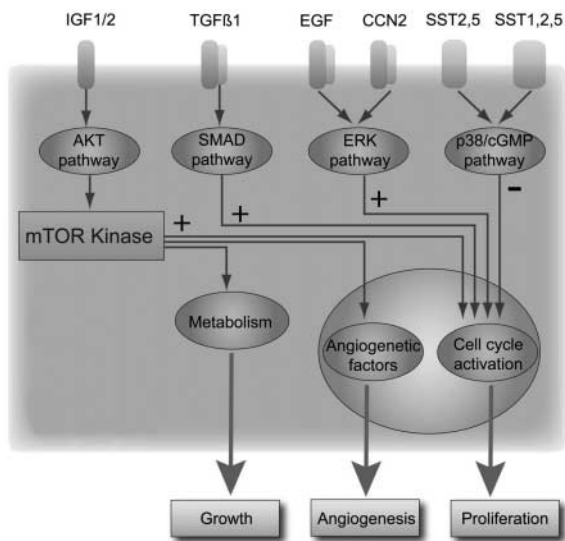 IGF1/2 TGFß1 EGF CCN2 SST2,5 SST1,2,5
AKT
pathway
SMAD
pathway
ERK
pathway
p38/cGMP
pathway
+ + + -
mTOR Kinase
Metabolism
Angiogenetic
factors
Cell cycle
activation
Growth
Angiogenesis
Proliferation